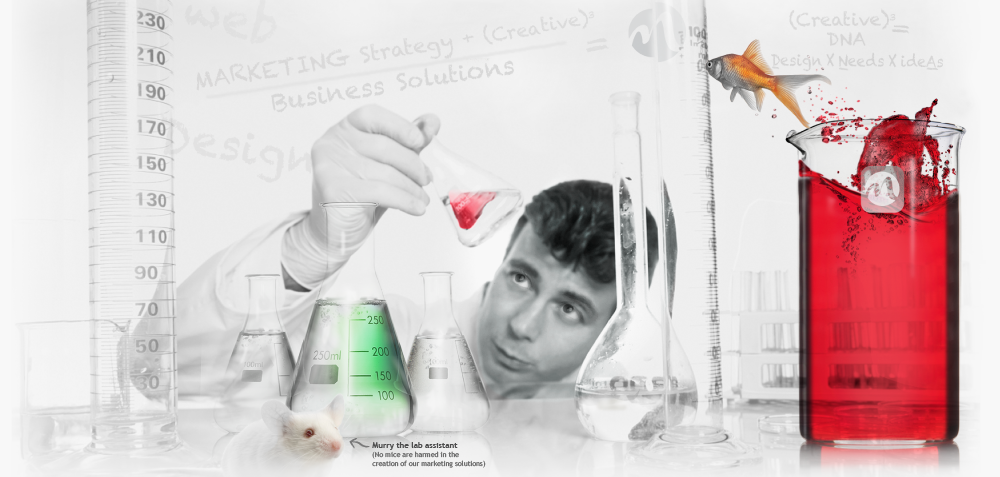 web
MARKETING Strategy + (Creative)²
=
Business Solutions
Design
(Creative)²=
DNA
Design X Needs X ideAs
230
210
190
170
150
130
110
90
70
50
30
100
250
200
150
100
250ml
Murry the lab assistant
(No mice are harmed in the
creation of our marketing solutions)